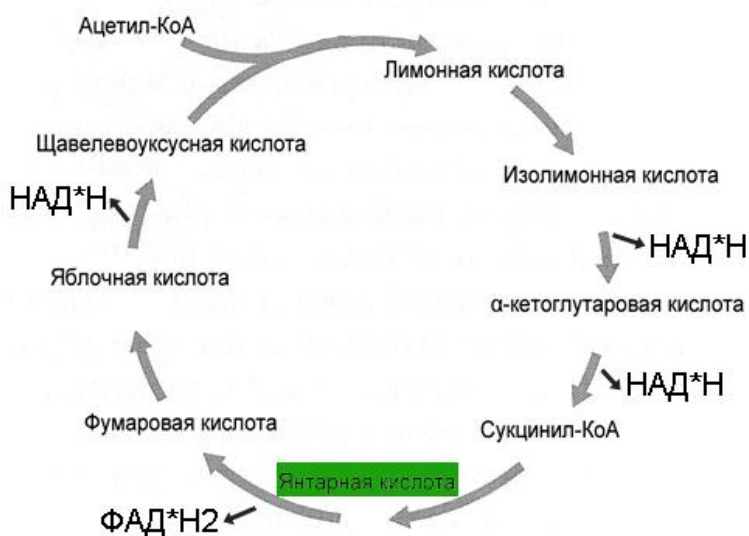 Ацетил-КоА
Лимонная кислота
Щавелевоуксусная кислота
Изолимонная кислота
НАД*Н
НАД*Н
Яблочная кислота
α-кетоглутаровая кислота
НАД*Н
Фумаровая кислота
Сукцинил-КоА
Янтарная кислота
ФАД*Н2